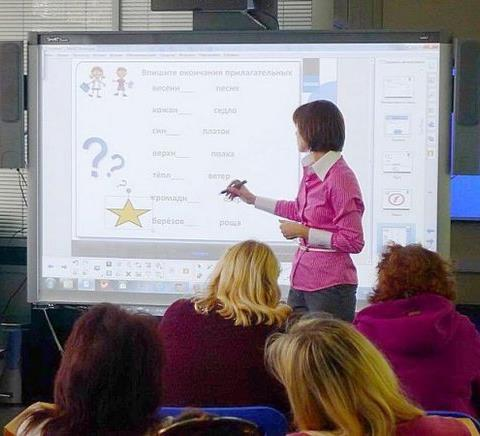 Впишите окончания прилагательных
весенн___ песня
кожан___ седло
син___ платок
верхн___ полка
тёпл___ ветер
громадн___
берёзов___ роща